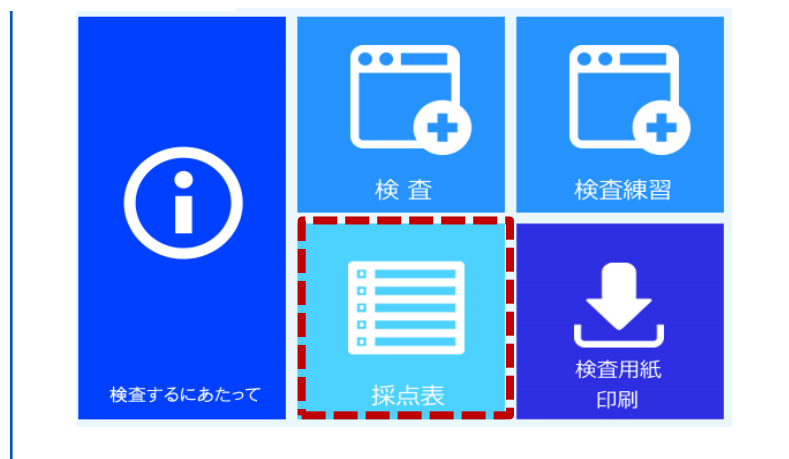 検査するにあたって
検 査
検査練習
採点表
検査用紙
印刷